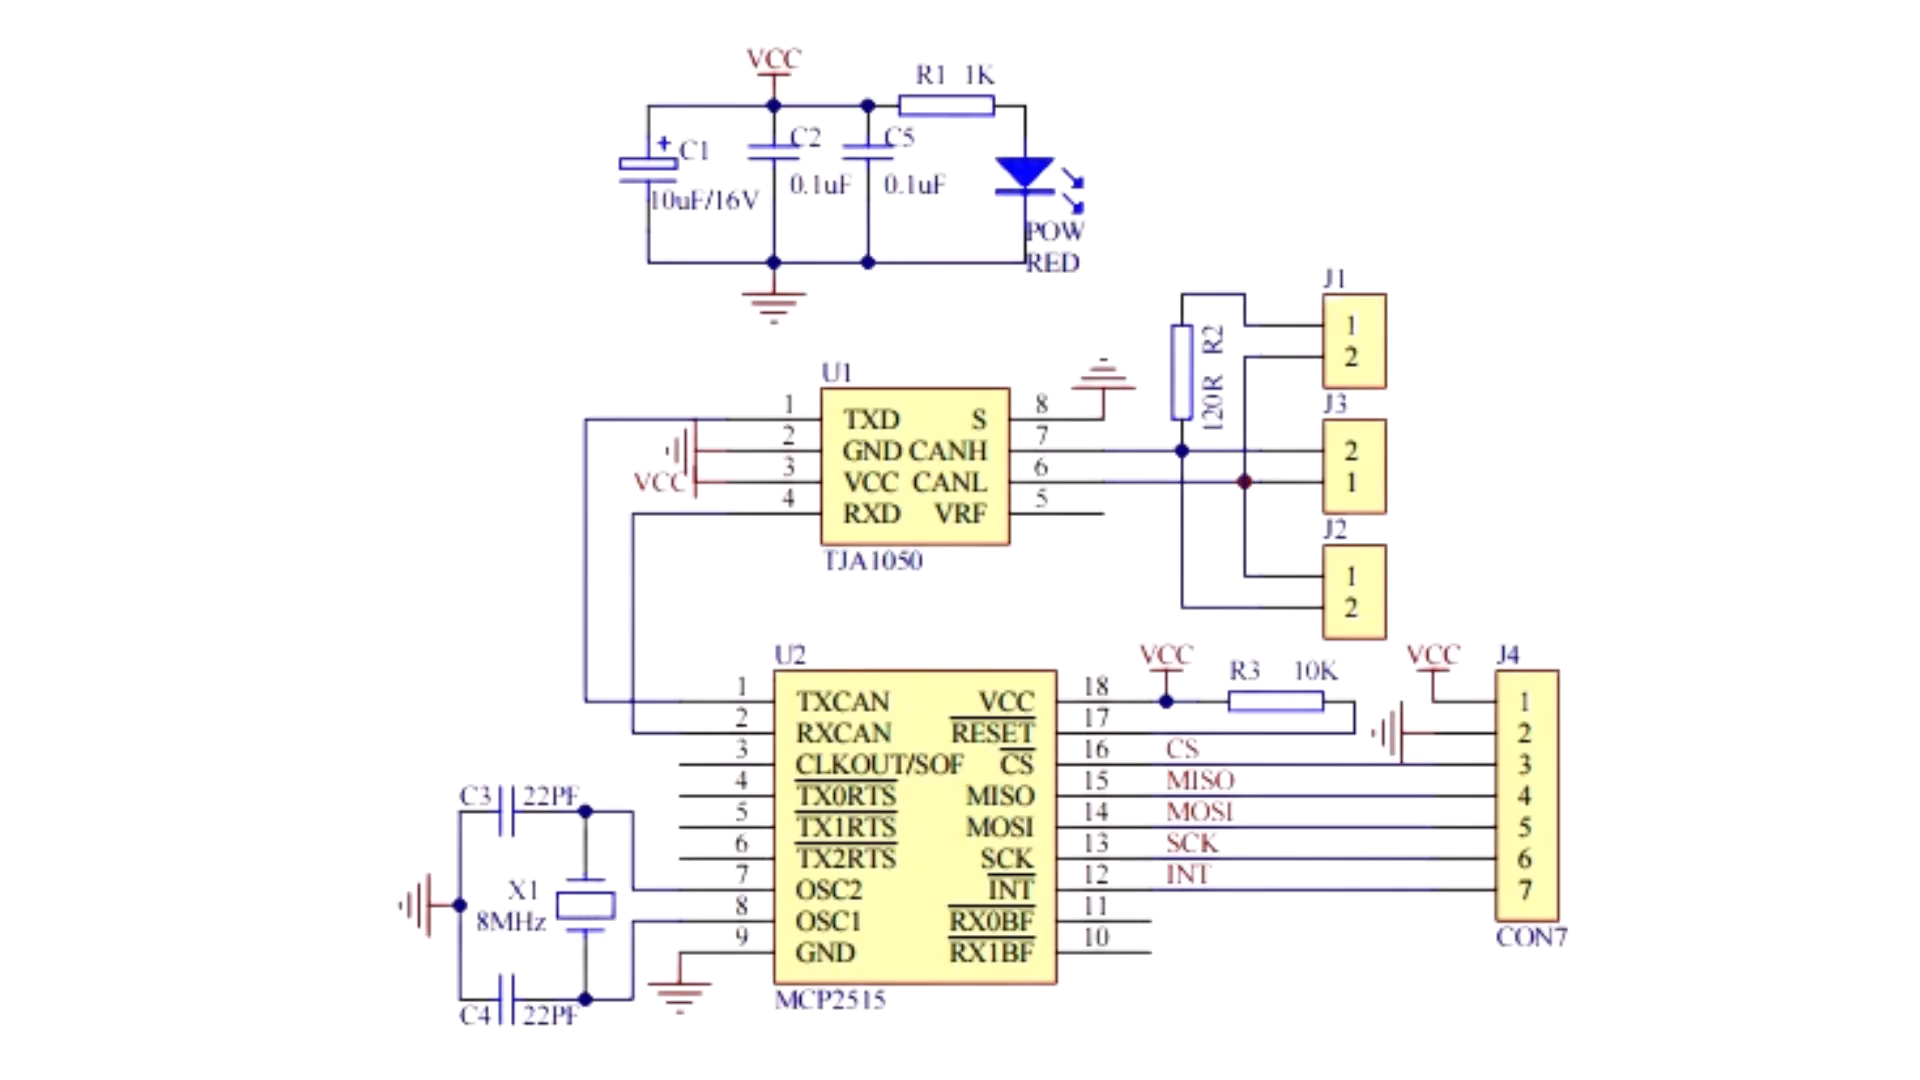 VCC
R1 1K
+ C1
10uF/16V
C2
0.1uF
C5
0.1uF
POW
RED
J1
1
2
R2
120R
J3
2
1
J2
1
2
U1
1 TXD S 8
2 GND CANH 7
3 VCC CANL 6
4 RXD VRF 5
VCC
TJA1050
U2
1 TXCAN VCC 18
2 RXCAN RESET 17
3 CLKOUT/SOF CS 16
4 TX0RTS MISO 15
5 TX1RTS MOSI 14
6 TX2RTS SCK 13
7 OSC2 INT 12
8 OSC1 RX0BF 11
9 GND RX1BF 10
MCP2515
VCC
R3 10K
CS
MISO
MOSI
SCK
INT
VCC
J4
1
2
3
4
5
6
7
CON7
C3 22PF
X1
8MHz
C4 22PF